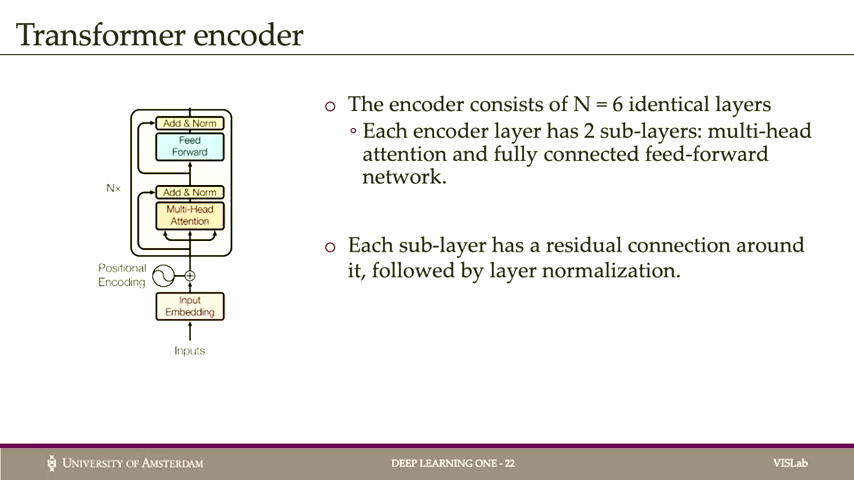 Transformer encoder
Add & Norm
Feed
Forward
Nx
Add & Norm
Multi-Head
Attention
Positional
Encoding
Input
Embedding
Inputs
o The encoder consists of N = 6 identical layers
° Each encoder layer has 2 sub-layers: multi-head
attention and fully connected feed-forward
network.
o Each sub-layer has a residual connection around
it, followed by layer normalization.
UNIVERSITY OF AMSTERDAM
DEEP LEARNING ONE - 22
VISLab